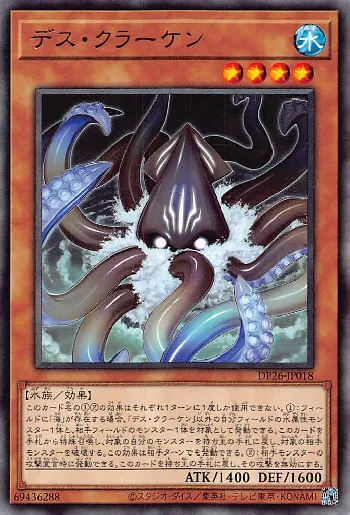 デス・クラーケン
水
DP26-JP018
【水族/効果】
このカード名の①②の効果はそれぞれ1ターンに1度しか使用できない。①:フィール
ドに「海」が存在する場合、「デス・クラーケン」以外の自分フィールドの水属性モン
スター1体と、相手フィールドのモンスター1体を対象として発動できる。このカードを
手札から特殊召喚し、対象の自分のモンスターを持ち主の手札に戻し、対象の相手
モンスターを破壊する。この効果は相手ターンでも発動できる。②:相手モンスターの
攻撃宣言時に発動できる。このカードを持ち主の手札に戻し、その攻撃を無効にする。
ATK/1400 DEF/1600
69436288 ©スタジオ・ダイス/集英社・テレビ東京・KONAMI